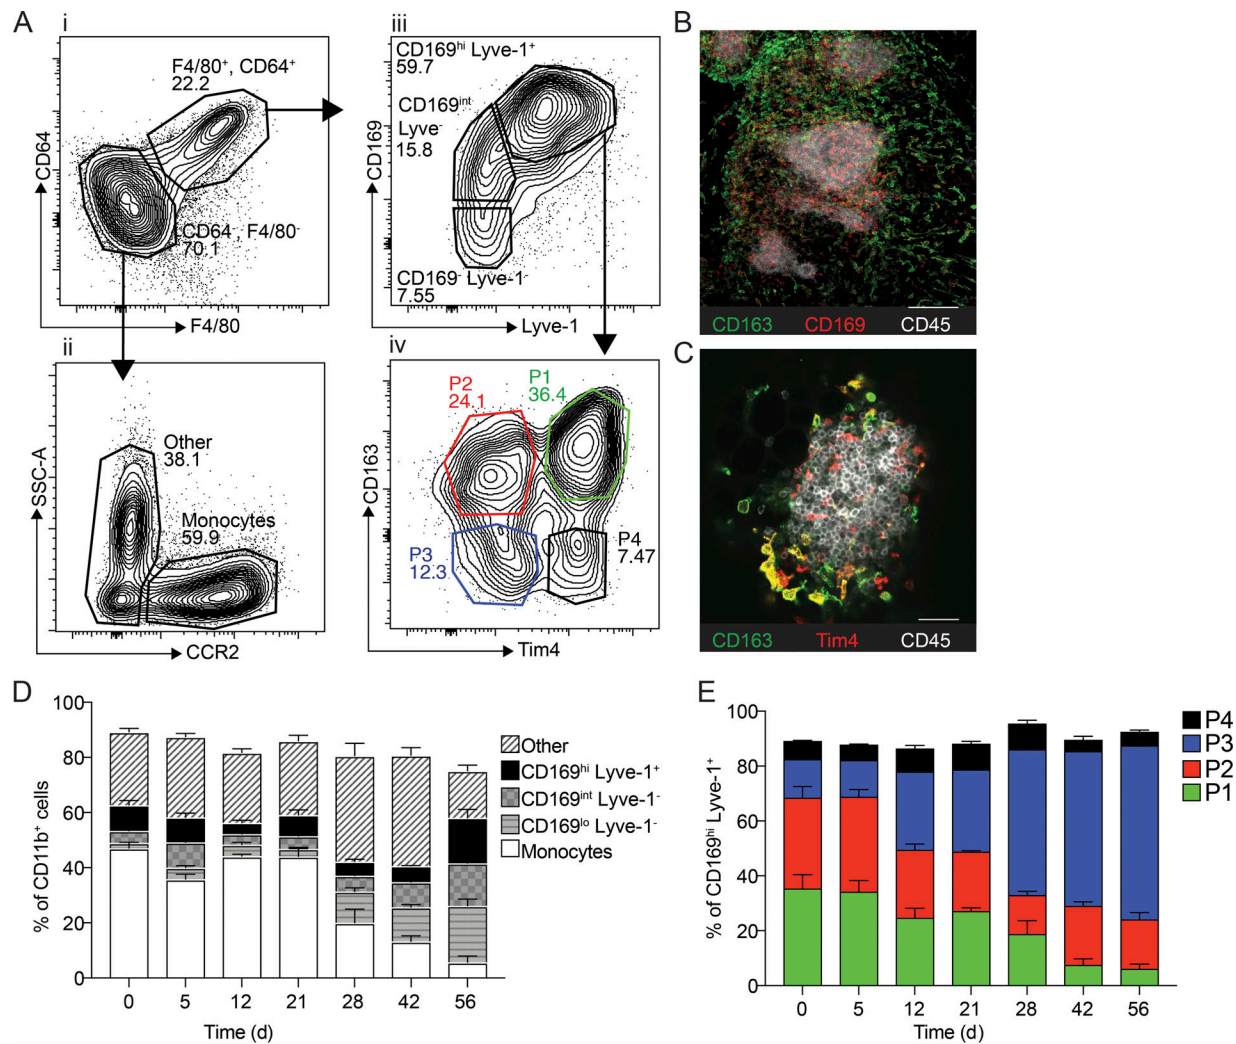 A
i
F4/80⁺, CD64⁺
22.2
CD64
CD64⁻, F4/80⁻
70.1
F4/80
ii
Other
38.1
SSC-A
Monocytes
59.9
CCR2
iii
CD169ʰⁱ Lyve-1⁺
59.7
CD169ⁱⁿᵗ
Lyve⁻
15.8
CD169
CD169⁻ Lyve-1⁻
7.55
Lyve-1
iv
P2
24.1
P1
36.4
CD163
P3
12.3
P4
7.47
Tim4
B
CD163 CD169 CD45
C
CD163 Tim4 CD45
D
100
80
60
40
20
0
% of CD11b⁺ cells
0 5 12 21 28 42 56
Time (d)
Other
CD169ʰⁱ Lyve-1⁺
CD169ⁱⁿᵗ Lyve-1⁻
CD169ˡᵒ Lyve-1⁻
Monocytes
E
100
80
60
40
20
0
% of CD169ʰⁱ Lyve-1⁺
0 5 12 21 28 42 56
Time (d)
P4
P3
P2
P1